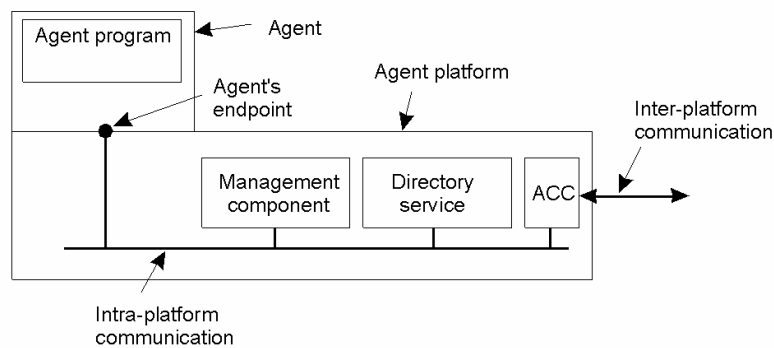 Agent program
Agent
Agent's
endpoint
Agent platform
Inter-platform
communication
Management
component
Directory
service
ACC
Intra-platform
communication